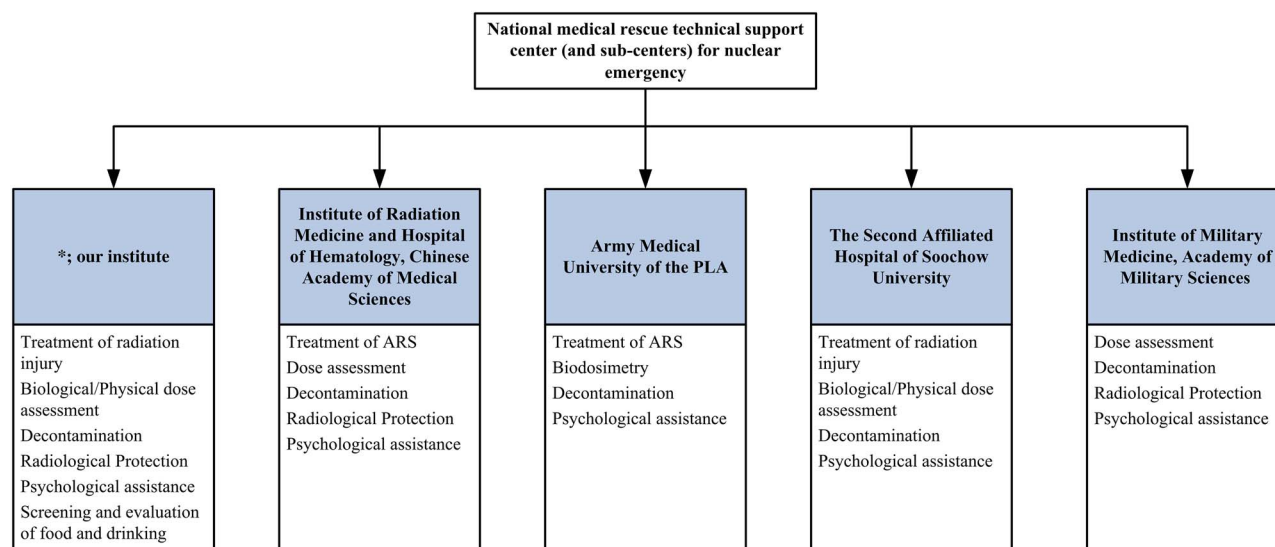 National medical rescue technical support
center (and sub-centers) for nuclear
emergency
*; our institute
Treatment of radiation
injury
Biological/Physical dose
assessment
Decontamination
Radiological Protection
Psychological assistance
Screening and evaluation
of food and drinking
Institute of Radiation
Medicine and Hospital
of Hematology, Chinese
Academy of Medical
Sciences
Treatment of ARS
Dose assessment
Decontamination
Radiological Protection
Psychological assistance
Army Medical
University of the PLA
Treatment of ARS
Biodosimetry
Decontamination
Psychological assistance
The Second Affiliated
Hospital of Soochow
University
Treatment of radiation
injury
Biological/Physical dose
assessment
Decontamination
Psychological assistance
Institute of Military
Medicine, Academy of
Military Sciences
Dose assessment
Decontamination
Radiological Protection
Psychological assistance